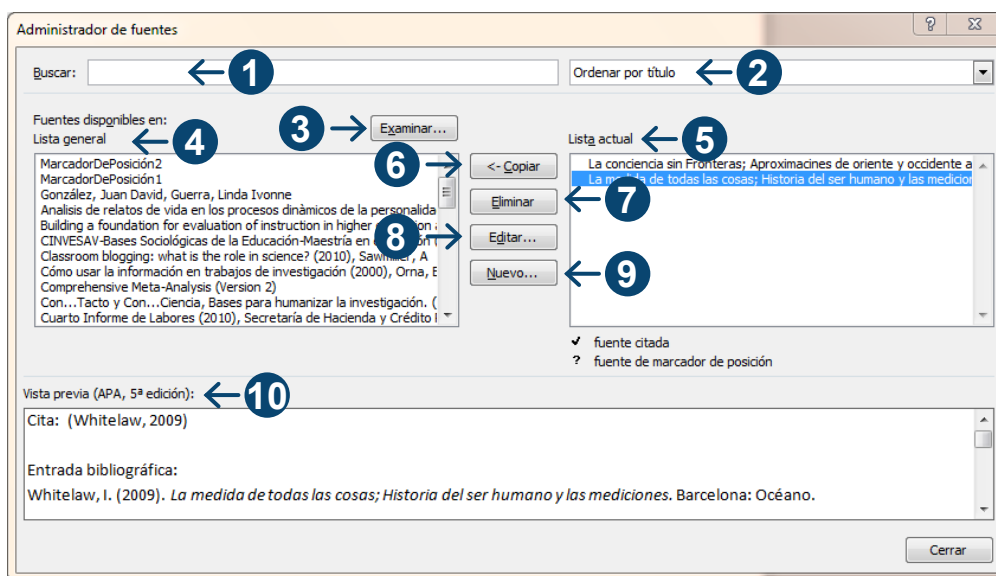 Administrador de fuentes
Buscar: 1 Ordenar por título 2
Fuentes disponibles en:
Lista general 4 3 Examinar... Lista actual 5
MarcadorDePosición2
MarcadorDePosición1
González, Juan David, Guerra, Linda Ivonne
Analisis de relatos de vida en los procesos dinàmicos de la personalida
Building a foundation for evaluation of instruction in higher
CINVESAV-Bases Sociológicas de la Educación-Maestría en
Classroom blogging: what is the role in science? (2010), Sawmiller, A
Cómo usar la información en trabajos de investigación (2000), Orna, E
Comprehensive Meta-Analysis (Version 2)
Con...Tacto y Con...Ciencia, Bases para humanizar la investigación. (
Cuarto Informe de Labores (2010), Secretaría de Hacienda y Crédito
6 <- Copiar
Eliminar 7
8 Editar...
Nuevo... 9
La conciencia sin Fronteras; Aproximacines de oriente y occidente a
La medida de todas las cosas; Historia del ser humano y las medicion
✓ fuente citada
? fuente de marcador de posición
Vista previa (APA, 5ª edición): 10
Cita: (Whitelaw, 2009)
Entrada bibliográfica:
Whitelaw, I. (2009). La medida de todas las cosas; Historia del ser humano y las mediciones. Barcelona: Océano.
Cerrar